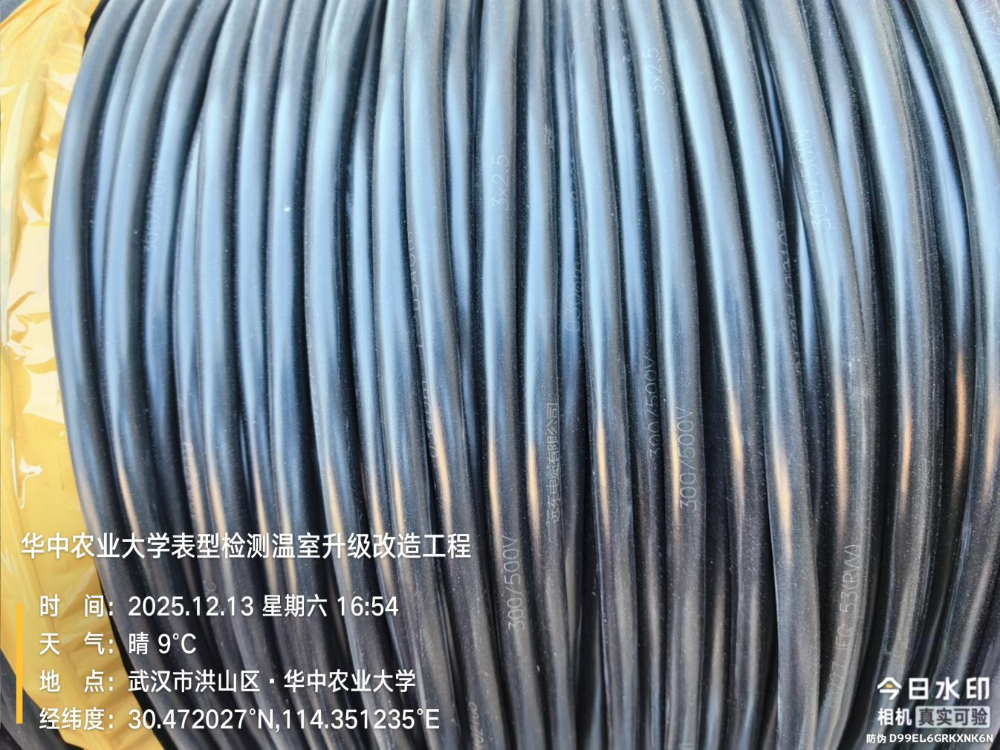 3x2.5
3x2.5
300/500V
300/500V
300/500V
300/500V
300/500V
远东电缆有限公司
华中农业大学表型检测温室升级改造工程
时 间: 2025.12.13 星期六 16:54
天 气: 晴 9°C
地 点: 武汉市洪山区·华中农业大学
经纬度: 30.472027°N,114.351235°E
今日水印
相机 真实可验
防伪 D99EL6GRKXNK6N